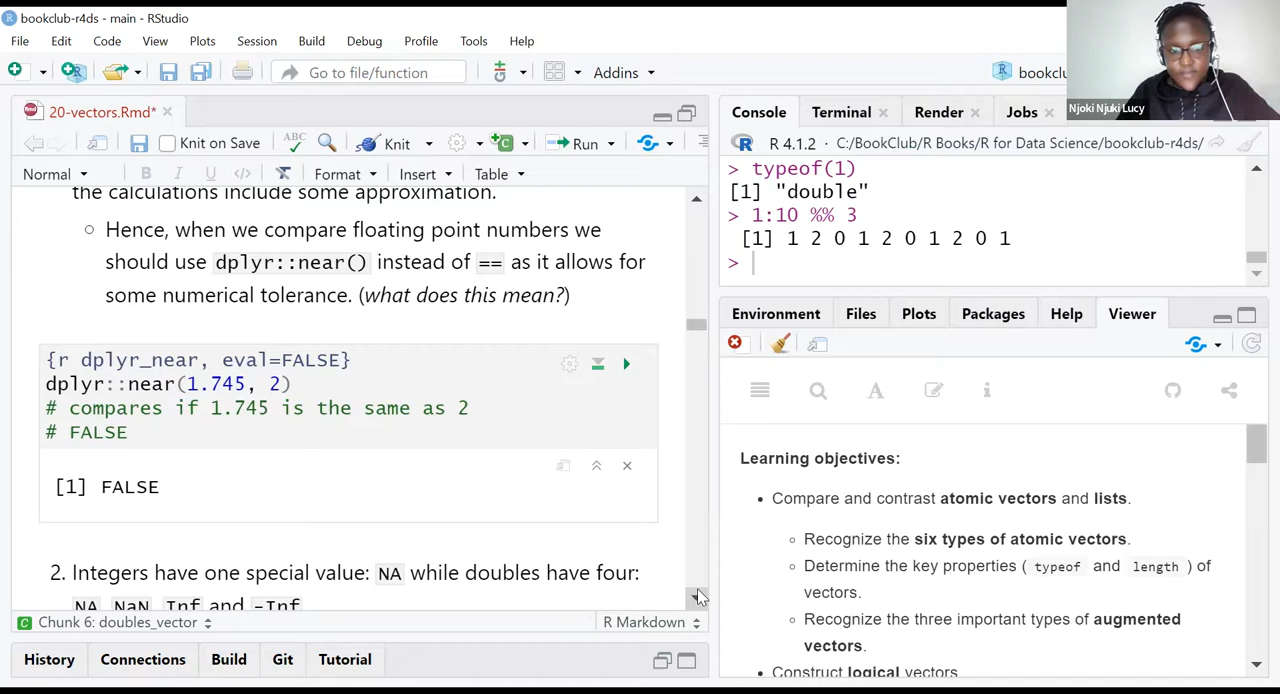 bookclub-r4ds - main - RStudio
File Edit Code View Plots Session Build Debug Profile Tools Help
Go to file/function
Addins
Njoki Njuki Lucy
20-vectors.Rmd*
Knit on Save
ABC
Knit
Run
Normal
B I U </>
Format
Insert
Table
the calculations include some approximation.
Hence, when we compare floating point numbers we
should use dplyr::near() instead of == as it allows for
some numerical tolerance. (what does this mean?)
{r dplyr_near, eval=FALSE}
dplyr::near(1.745, 2)
# compares if 1.745 is the same as 2
# FALSE
[1] FALSE
2. Integers have one special value: NA while doubles have four:
NA, NaN, Inf and -Inf
Chunk 6: doubles_vector
R Markdown
History Connections Build Git Tutorial
Console Terminal Render Jobs
R 4.1.2 . C:/BookClub/R Books/R for Data Science/bookclub-r4ds/
> typeof(1)
[1] "double"
> 1:10 %% 3
[1] 1 2 0 1 2 0 1 2 0 1
>
Environment Files Plots Packages Help Viewer
Learning objectives:
Compare and contrast atomic vectors and lists.
Recognize the six types of atomic vectors.
Determine the key properties ( typeof and length ) of
vectors.
Recognize the three important types of augmented
vectors.
Construct logical vectors